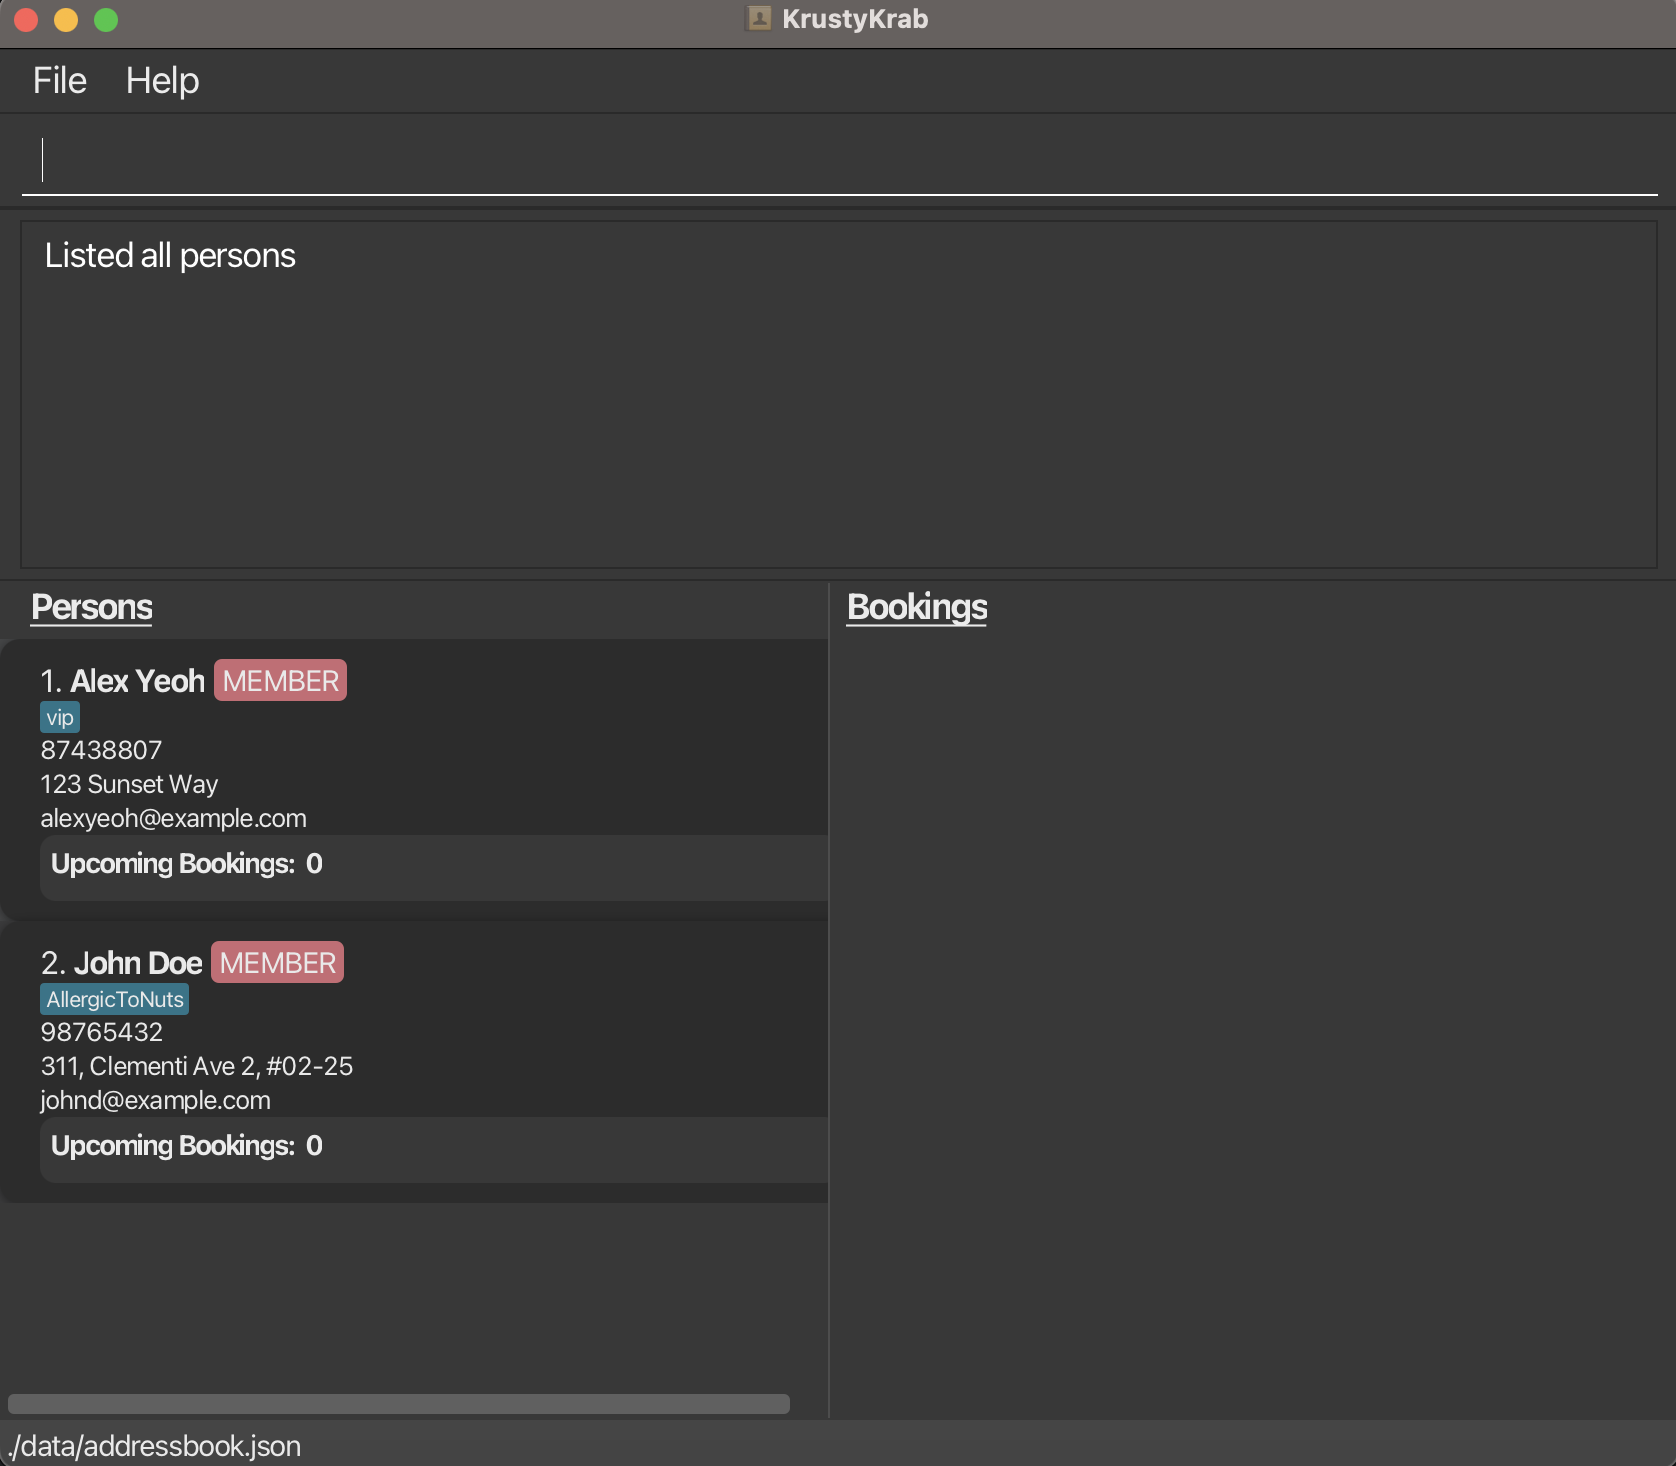 KrustyKrab
File Help
Listed all persons
Persons
1. Alex Yeoh MEMBER
vip
87438807
123 Sunset Way
alexyeoh@example.com
Upcoming Bookings: 0
2. John Doe MEMBER
AllergicToNuts
98765432
311, Clementi Ave 2, #02-25
johnd@example.com
Upcoming Bookings: 0
Bookings
./data/addressbook.json